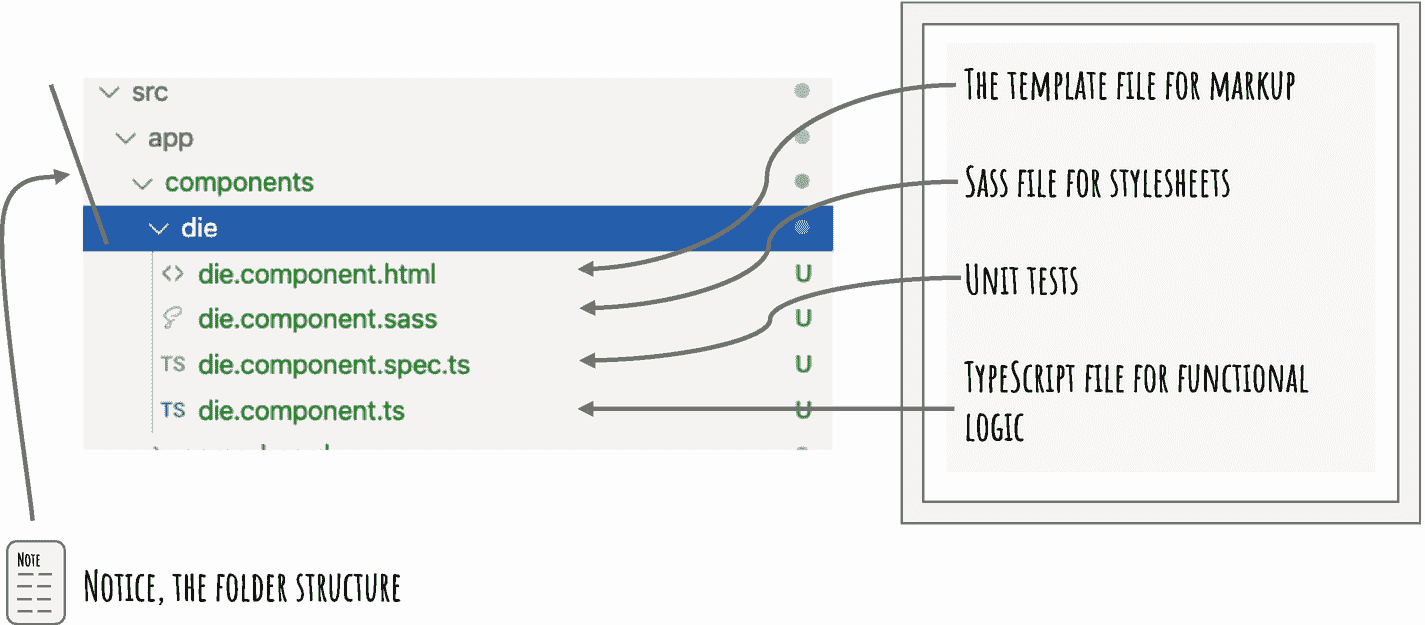 src
app
components
die
<> die.component.html U
die.component.sass U
TS die.component.spec.ts U
TS die.component.ts U
The template file for markup
Sass file for stylesheets
Unit tests
TypeScript file for functional
logic
Note
Notice, the folder structure